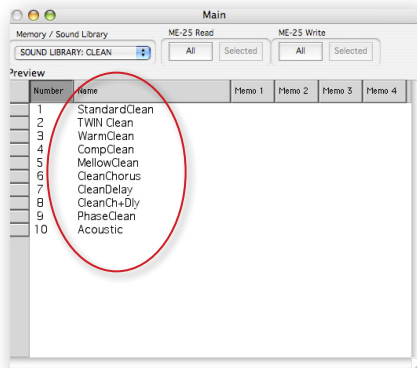 Main
Memory / Sound Library ME-25 Read ME-25 Write
SOUND LIBRARY: CLEAN All Selected All Selected
Preview
Number Name Memo 1 Memo 2 Memo 3 Memo 4
1 StandardClean
2 TWIN Clean
3 WarmClean
4 CompClean
5 MellowClean
6 CleanChorus
7 CleanDelay
8 CleanCh+Dly
9 PhaseClean
10 Acoustic